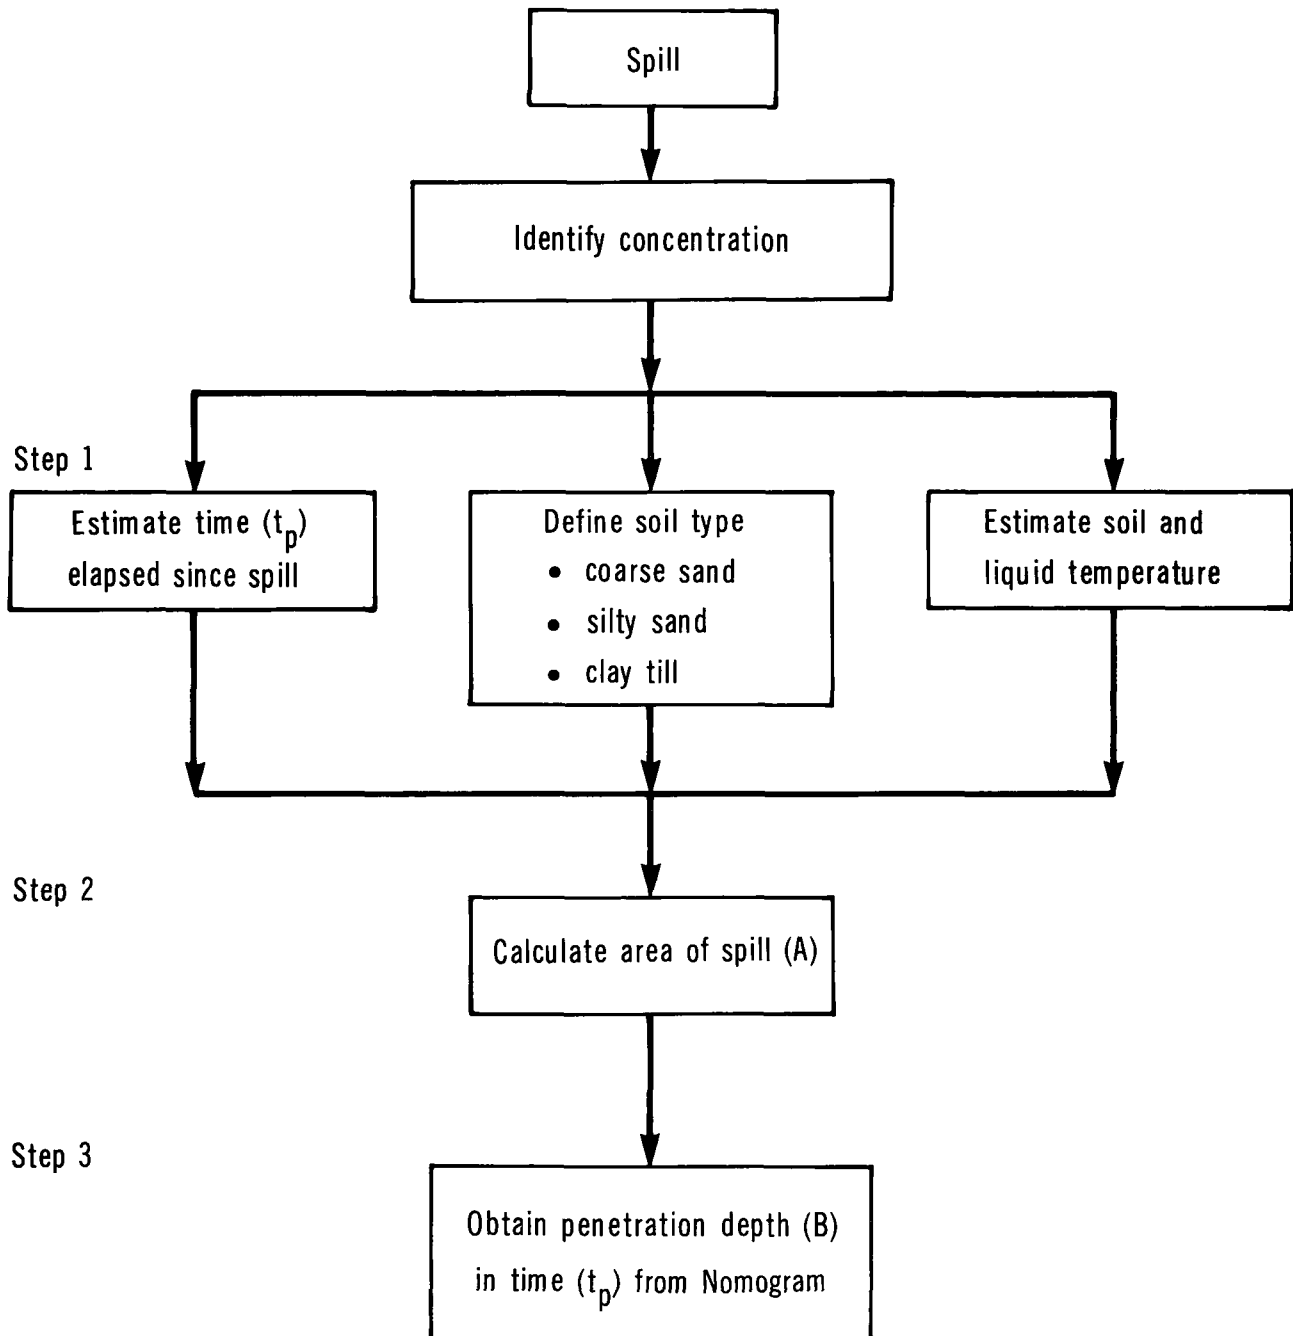 Spill
Identify concentration
Step 1
Estimate time (tp)
elapsed since spill
Define soil type
• coarse sand
• silty sand
• clay till
Estimate soil and
liquid temperature
Step 2
Calculate area of spill (A)
Step 3
Obtain penetration depth (B)
in time (tp) from Nomogram